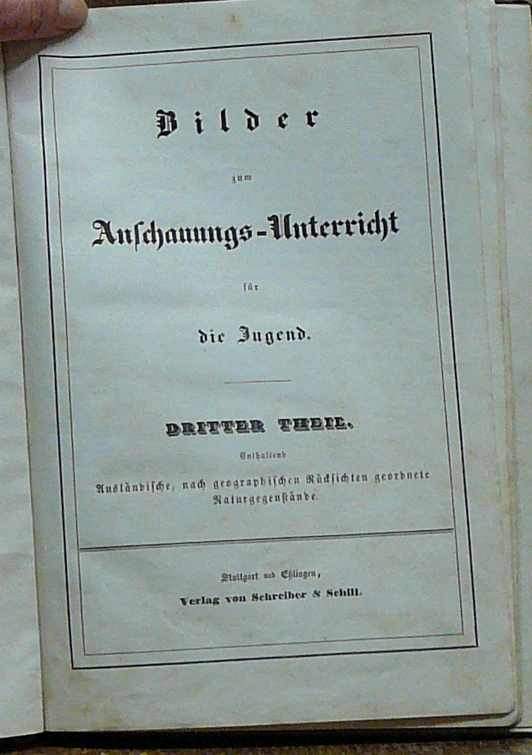 Bilder
zum
Anſchauungs-Unterricht
für
die Jugend.
DRITTER THEIL.
Enthaltend
Ausländiſche, nach geographiſchen Rückſichten geordnete
Naturgegenſtände.
Stuttgart und Eßlingen,
Verlag von Schreiber & Schill.